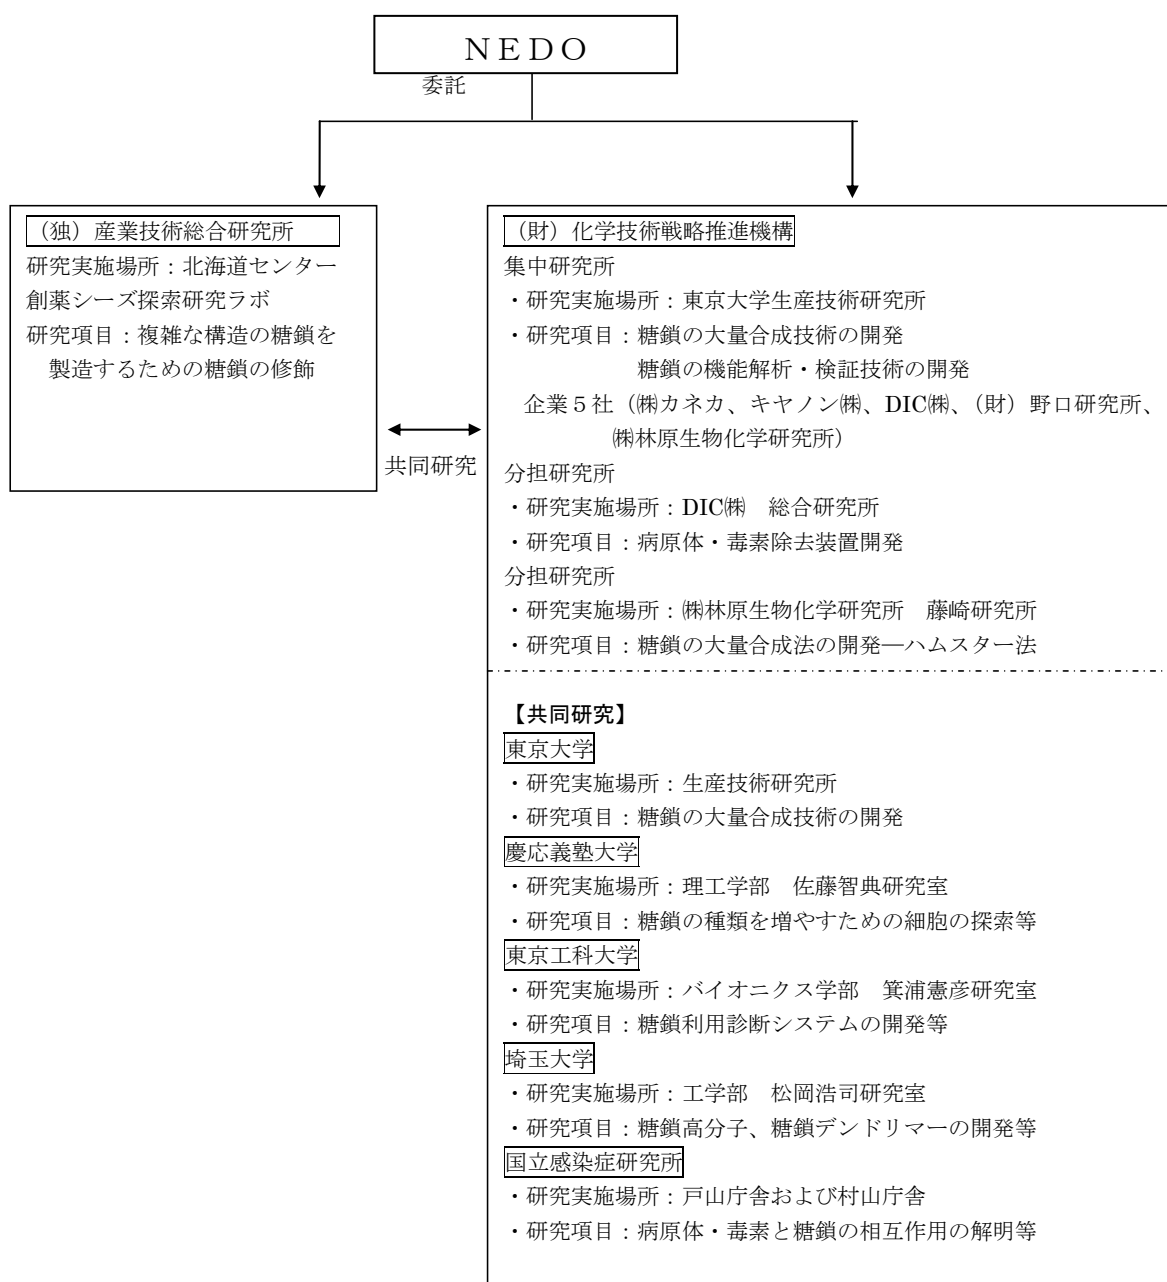 ＮＥＤＯ
委託
（独）産業技術総合研究所
研究実施場所：北海道センター
創薬シーズ探索研究ラボ
研究項目：複雑な構造の糖鎖を
製造するための糖鎖の修飾
共同研究
（財）化学技術戦略推進機構
集中研究所
・研究実施場所：東京大学生産技術研究所
・研究項目：糖鎖の大量合成技術の開発
糖鎖の機能解析・検証技術の開発
企業５社（㈱カネカ、キヤノン㈱、DIC㈱、（財）野口研究所、
㈱林原生物化学研究所）
分担研究所
・研究実施場所：DIC㈱　総合研究所
・研究項目：病原体・毒素除去装置開発
分担研究所
・研究実施場所：㈱林原生物化学研究所　藤崎研究所
・研究項目：糖鎖の大量合成法の開発―ハムスター法
【共同研究】
東京大学
・研究実施場所：生産技術研究所
・研究項目：糖鎖の大量合成技術の開発
慶応義塾大学
・研究実施場所：理工学部　佐藤智典研究室
・研究項目：糖鎖の種類を増やすための細胞の探索等
東京工科大学
・研究実施場所：バイオニクス学部　箕浦憲彦研究室
・研究項目：糖鎖利用診断システムの開発等
埼玉大学
・研究実施場所：工学部　松岡浩司研究室
・研究項目：糖鎖高分子、糖鎖デンドリマーの開発等
国立感染症研究所
・研究実施場所：戸山庁舎および村山庁舎
・研究項目：病原体・毒素と糖鎖の相互作用の解明等